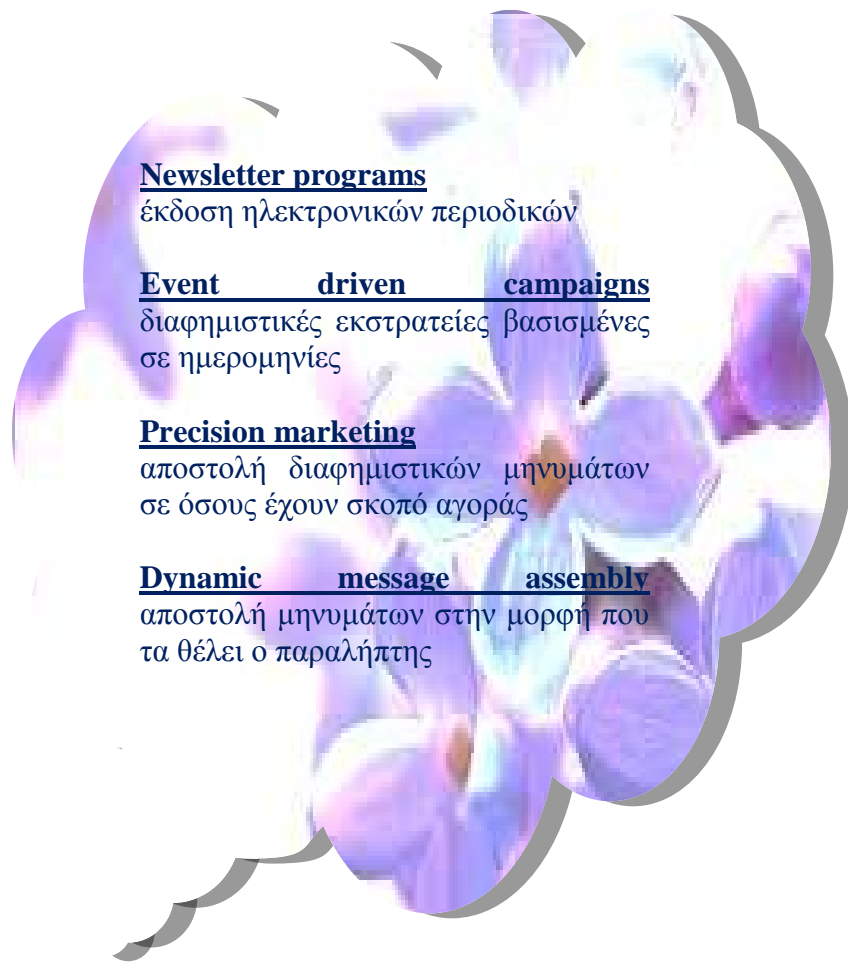 Newsletter programs
έκδοση ηλεκτρονικών περιοδικών
Event driven campaigns
διαφημιστικές εκστρατείες βασισμένες
σε ημερομηνίες
Precision marketing
αποστολή διαφημιστικών μηνυμάτων
σε όσους έχουν σκοπό αγοράς
Dynamic message assembly
αποστολή μηνυμάτων στην μορφή που
τα θέλει ο παραλήπτης